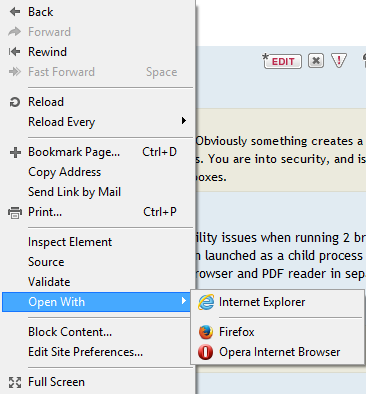 Back
Forward
Rewind
Fast Forward Space
Reload
Reload Every
Bookmark Page... Ctrl+D
Copy Address
Send Link by Mail
Print... Ctrl+P
Inspect Element
Source
Validate
Open With
Block Content...
Edit Site Preferences...
Full Screen
Internet Explorer
Firefox
Opera Internet Browser
*EDIT
Obviously something creates a
s. You are into security, and is
boxes.
ility issues when running 2 br
n launched as a child process
rowser and PDF reader in sep